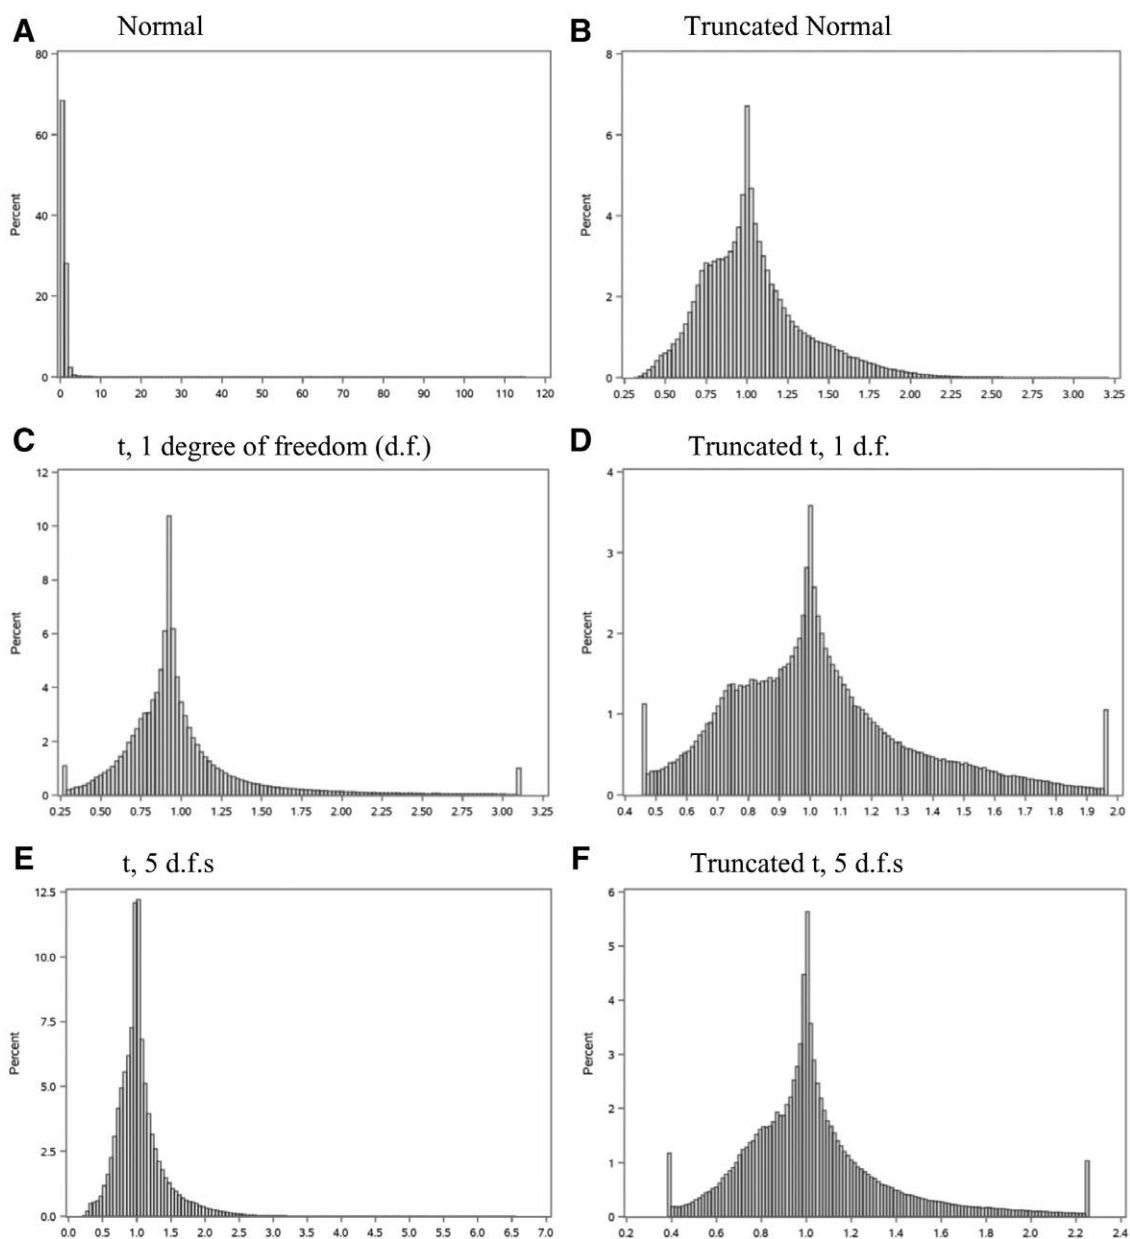 A Normal
80
60
40
20
0
Percent
0 10 20 30 40 50 60 70 80 90 100 110 120
B Truncated Normal
8
6
4
2
0
Percent
0.25 0.50 0.75 1.00 1.25 1.50 1.75 2.00 2.25 2.50 2.75 3.00 3.25
C t, 1 degree of freedom (d.f.)
12
10
8
6
4
2
0
Percent
0.25 0.50 0.75 1.00 1.25 1.50 1.75 2.00 2.25 2.50 2.75 3.00 3.25
D Truncated t, 1 d.f.
4
3
2
1
0
Percent
0.4 0.5 0.6 0.7 0.8 0.9 1.0 1.1 1.2 1.3 1.4 1.5 1.6 1.7 1.8 1.9 2.0
E t, 5 d.f.s
12.5
10.0
7.5
5.0
2.5
0.0
Percent
0.0 0.5 1.0 1.5 2.0 2.5 3.0 3.5 4.0 4.5 5.0 5.5 6.0 6.5 7.0
F Truncated t, 5 d.f.s
6
5
4
3
2
1
0
Percent
0.2 0.4 0.6 0.8 1.0 1.2 1.4 1.6 1.8 2.0 2.2 2.4